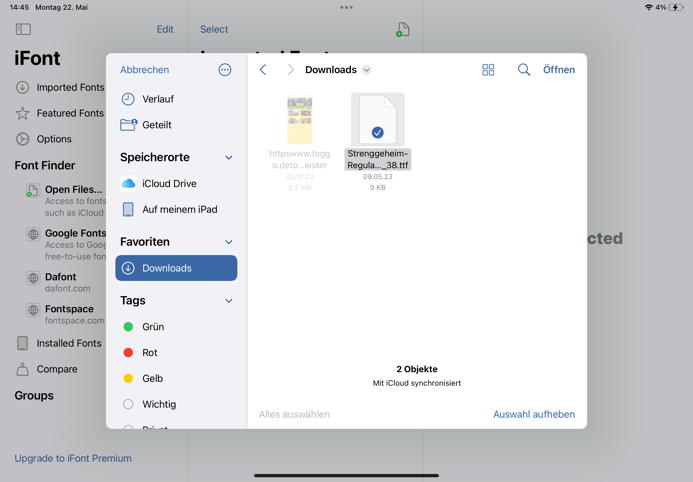 14:45 Montag 22. Mai
4%
Edit
Select
iFont
Imported Fonts
Featured Fonts
Options
Font Finder
Open Files...
Access to fonts
such as iCloud
Google Fonts
Access to Goog
free-to-use fon
Dafont
dafont.com
Fontspace
fontspace.com
Installed Fonts
Compare
Groups
Upgrade to iFont Premium
Abbrechen
Verlauf
Geteilt
Speicherorte
iCloud Drive
Auf meinem iPad
Favoriten
Downloads
Tags
Grün
Rot
Gelb
Wichtig
Downloads
Öffnen
httpswww.togg
o.deto...eister
20.10.22
3,2 MB
Strenggeheim-
Regula..._38.ttf
09.05.23
9 KB
2 Objekte
Mit iCloud synchronisiert
Alles auswählen
Auswahl aufheben
cted